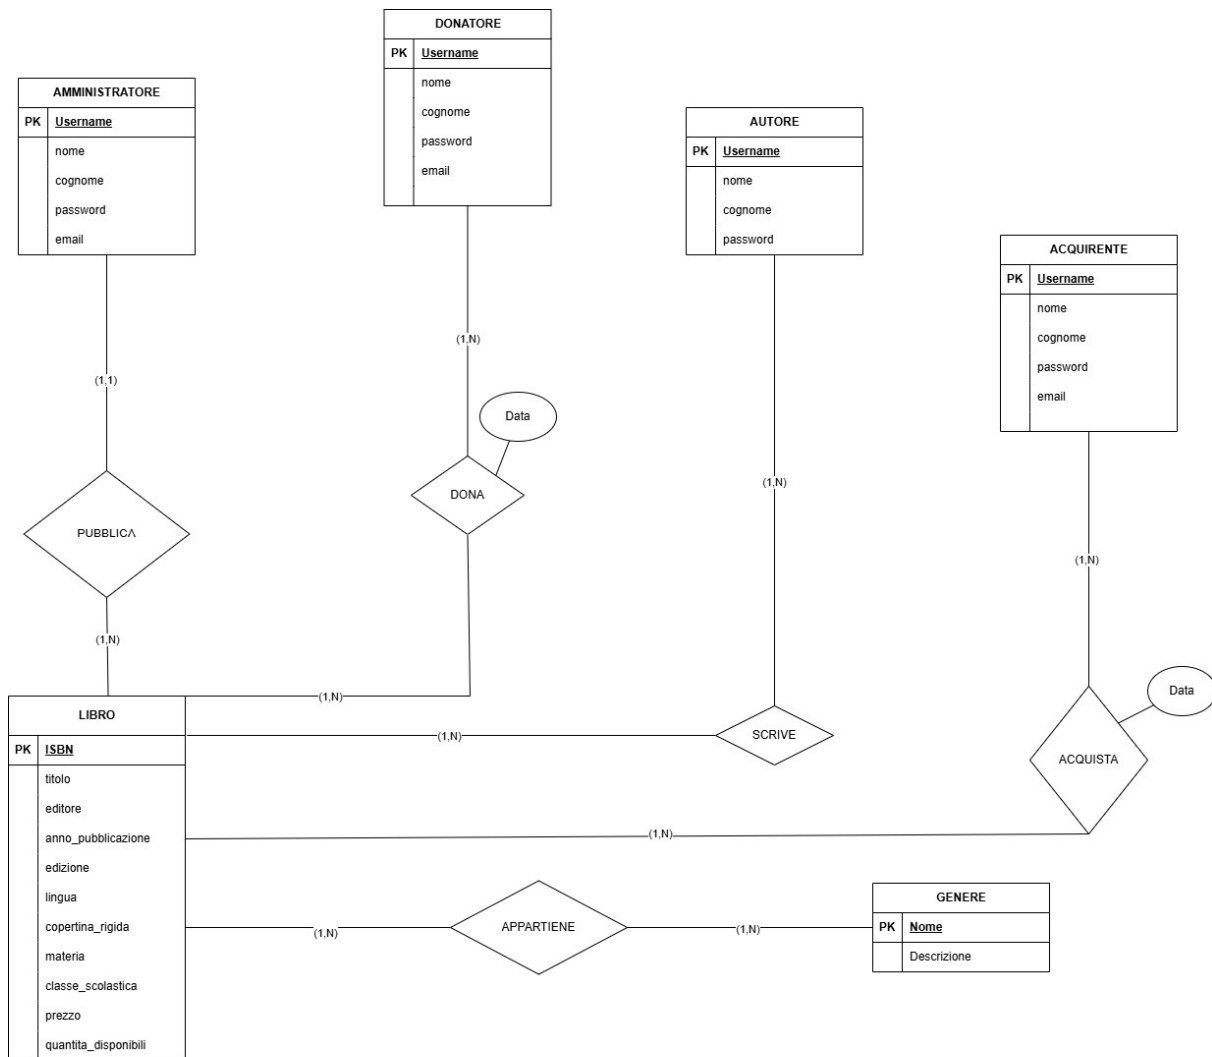 DONATORE
PK Username
nome
cognome
password
email
AMMINISTRATORE
PK Username
nome
cognome
password
email
AUTORE
PK Username
nome
cognome
password
ACQUIRENTE
PK Username
nome
cognome
password
email
(1,N)
(1,1)
Data
DONA
(1,N)
PUBBLICA
(1,N)
(1,N)
Data
(1,N)
LIBRO
(1,N)
SCRIVE
PK ISBN
ACQUISTA
titolo
editore
anno_pubblicazione
(1,N)
edizione
lingua
copertina_rigida
materia
classe_scolastica
prezzo
quantita_disponibili
(1,N)
APPARTIENE
(1,N)
GENERE
PK Nome
Descrizione